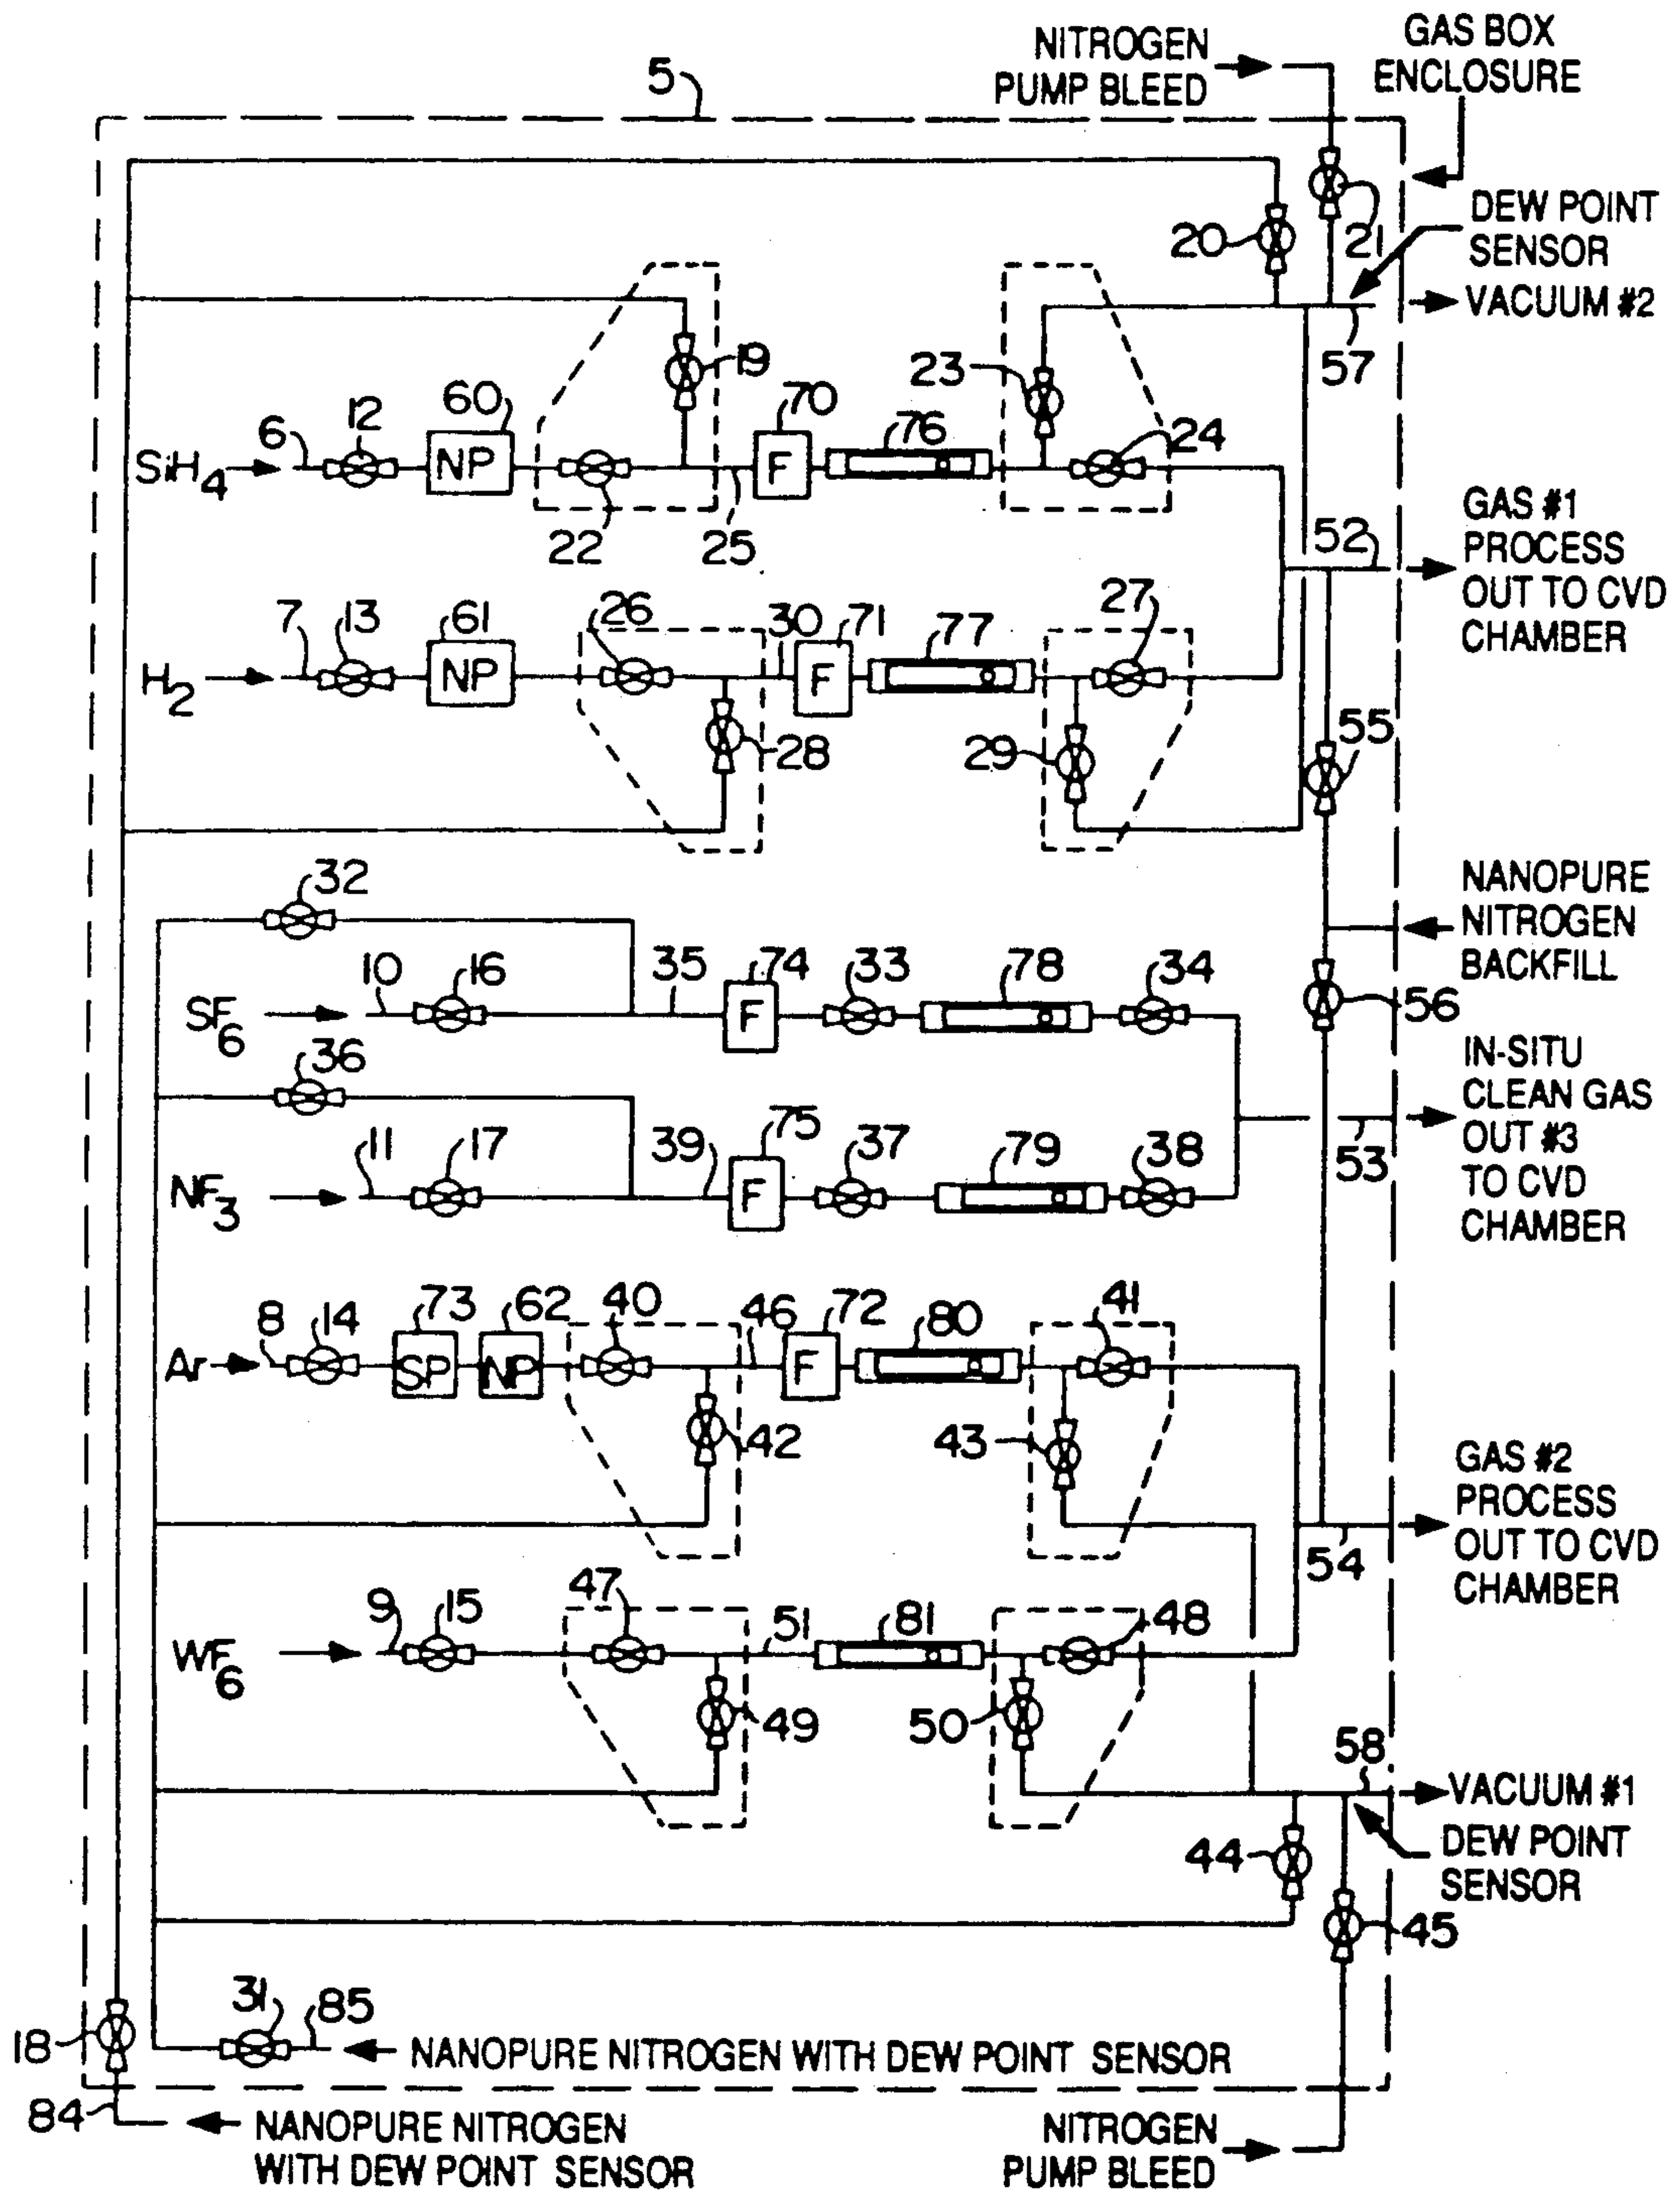 NITROGEN
PUMP BLEED
GAS BOX
ENCLOSURE
5
20
21
DEW POINT
SENSOR
VACUUM #2
57
19
23
SiH4
6
12
60
NP
22
25
70
F
76
24
52
GAS #1
PROCESS
OUT TO CVD
CHAMBER
H2
7
13
61
NP
26
28
30
71
F
77
27
29
55
NANOPURE
NITROGEN
BACKFILL
56
32
SF6
10
16
35
74
F
33
78
34
IN-SITU
CLEAN GAS
OUT #3
TO CVD
CHAMBER
53
36
NF3
11
17
39
75
F
37
79
38
Ar
8
14
73
SP
62
NP
40
42
46
72
F
80
41
43
GAS #2
PROCESS
OUT TO CVD
CHAMBER
54
WF6
9
15
47
49
51
81
48
50
58
VACUUM #1
DEW POINT
SENSOR
44
45
18
31
85
NANOPURE NITROGEN WITH DEW POINT SENSOR
84
NANOPURE NITROGEN
WITH DEW POINT SENSOR
NITROGEN
PUMP BLEED